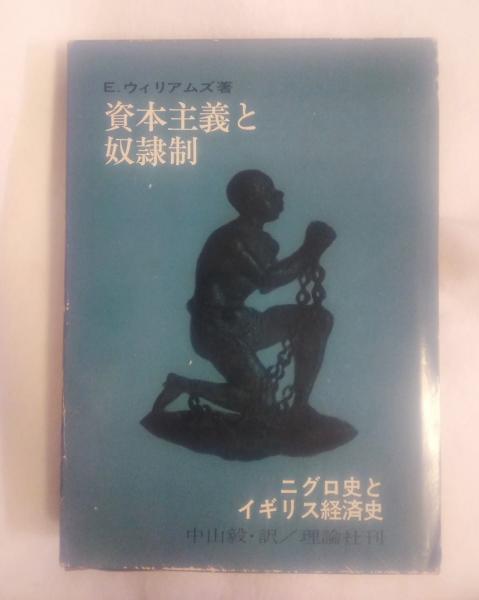 E.ウィリアムズ著
資本主義と
奴隷制
ニグロ史と
イギリス経済史
中山毅・訳／理論社刊